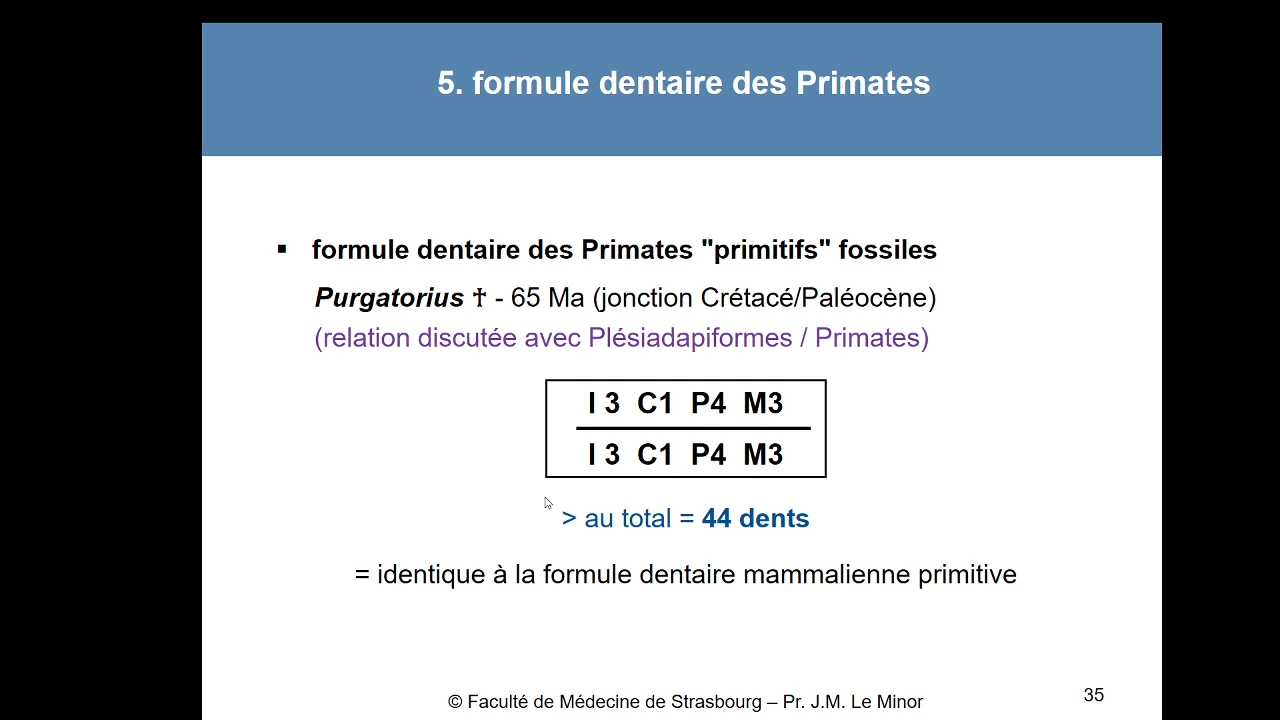 5. formule dentaire des Primates
▪ formule dentaire des Primates "primitifs" fossiles
Purgatorius † - 65 Ma (jonction Crétacé/Paléocène)
(relation discutée avec Plésiadapiformes / Primates)
I 3 C1 P4 M3
I 3 C1 P4 M3
> au total = 44 dents
= identique à la formule dentaire mammalienne primitive
© Faculté de Médecine de Strasbourg – Pr. J.M. Le Minor
35